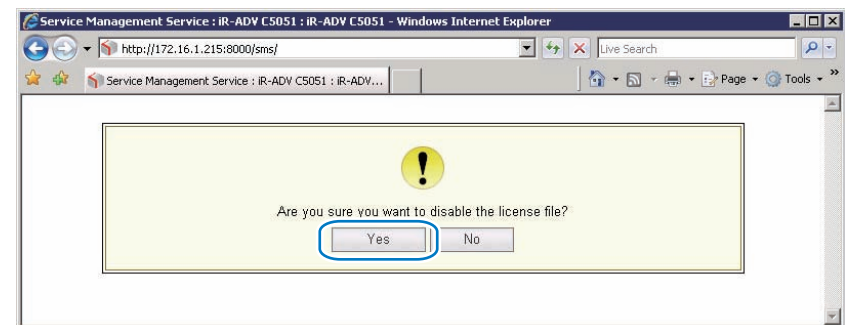 Service Management Service : iR-ADV C5051 : iR-ADV C5051 - Windows Internet Explorer
http://172.16.1.215:8000/sms/
Live Search
Service Management Service : iR-ADV C5051 : iR-ADV...
Page
Tools
Are you sure you want to disable the license file?
Yes
No